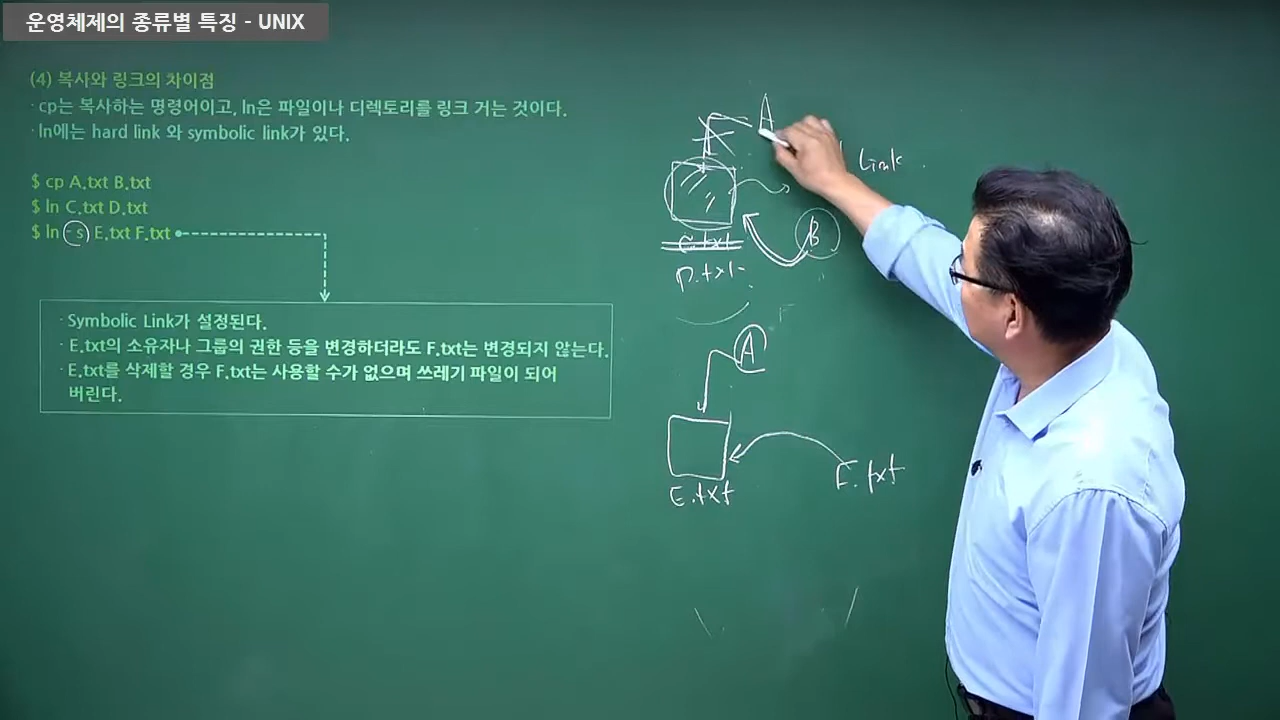 운영체제의 종류별 특징 - UNIX
(4) 복사와 링크의 차이점
· cp는 복사하는 명령어이고, ln은 파일이나 디렉토리를 링크 거는 것이다.
· ln에는 hard link 와 symbolic link가 있다.
$ cp A.txt B.txt
$ ln C.txt D.txt
$ ln -s E.txt F.txt
· Symbolic Link가 설정된다.
· E.txt의 소유자나 그룹의 권한 등을 변경하더라도 F.txt는 변경되지 않는다.
· E.txt를 삭제할 경우 F.txt는 사용할 수가 없으며 쓰레기 파일이 되어
버린다.
A
Link
B
C.txt
D.txt
A
E.txt
F.txt